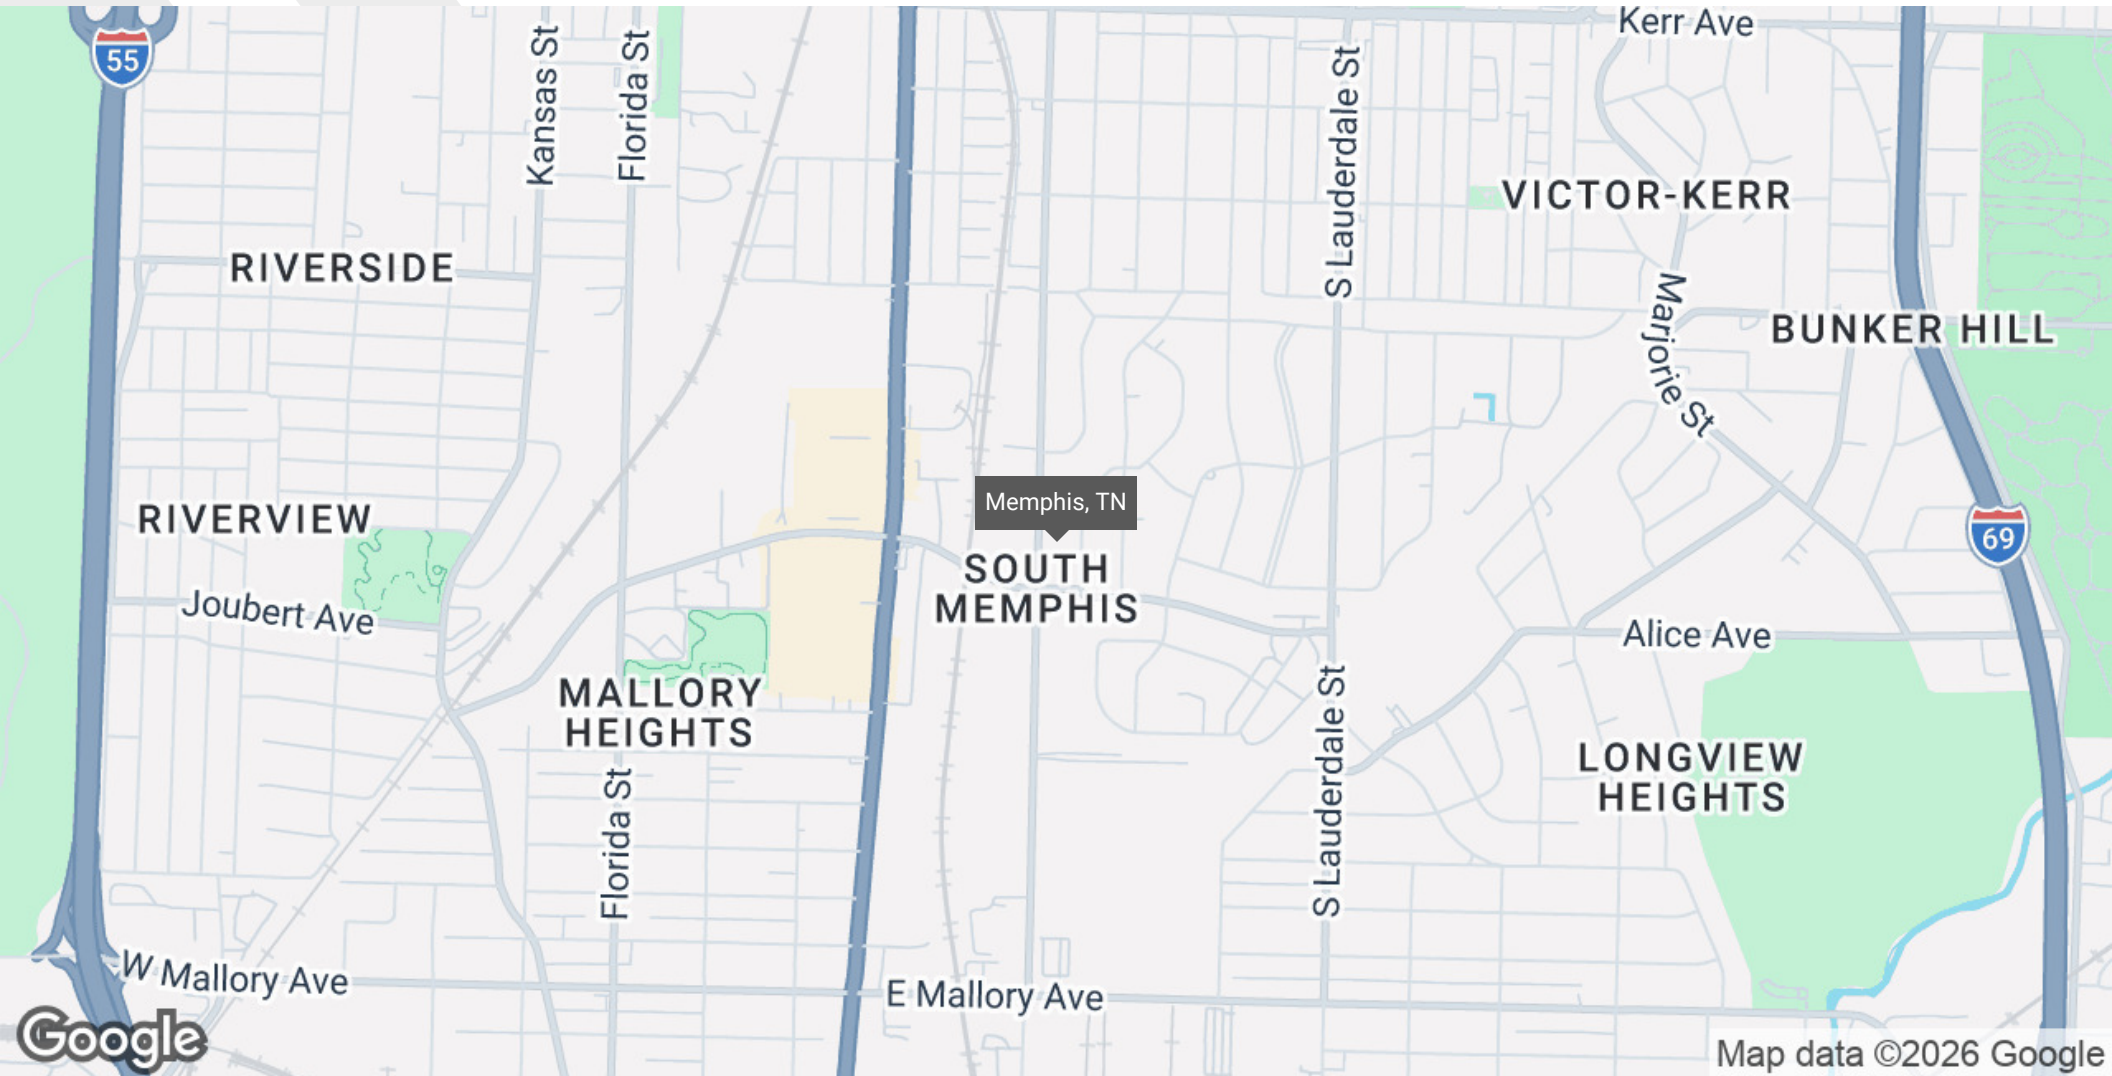 Kerr Ave
55
Kansas St
Florida St
S Lauderdale St
VICTOR-KERR
RIVERSIDE
Marjorie St
BUNKER HILL
Memphis, TN
RIVERVIEW
69
SOUTH
MEMPHIS
Joubert Ave
Alice Ave
MALLORY
HEIGHTS
S Lauderdale St
LONGVIEW
HEIGHTS
Florida St
W Mallory Ave
E Mallory Ave
Google
Map data ©2026 Google